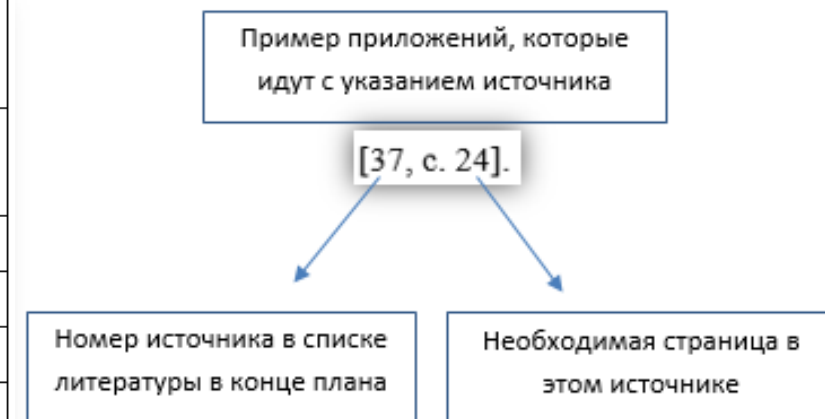 Пример приложений, которые
идут с указанием источника
[37, с. 24].
Номер источника в списке
литературы в конце плана
Необходимая страница в
этом источнике